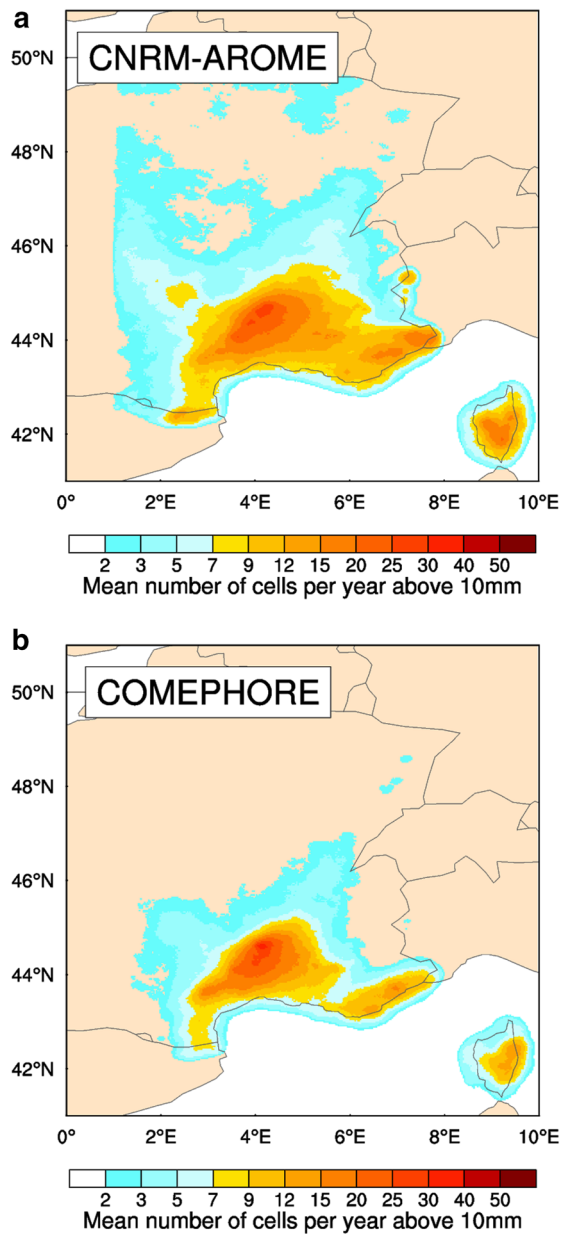 a
CNRM-AROME
50°N
48°N
46°N
44°N
42°N
0° 2°E 4°E 6°E 8°E 10°E
2 3 5 7 9 12 15 20 25 30 40 50
Mean number of cells per year above 10mm
b
COMEPHORE
50°N
48°N
46°N
44°N
42°N
0° 2°E 4°E 6°E 8°E 10°E
2 3 5 7 9 12 15 20 25 30 40 50
Mean number of cells per year above 10mm